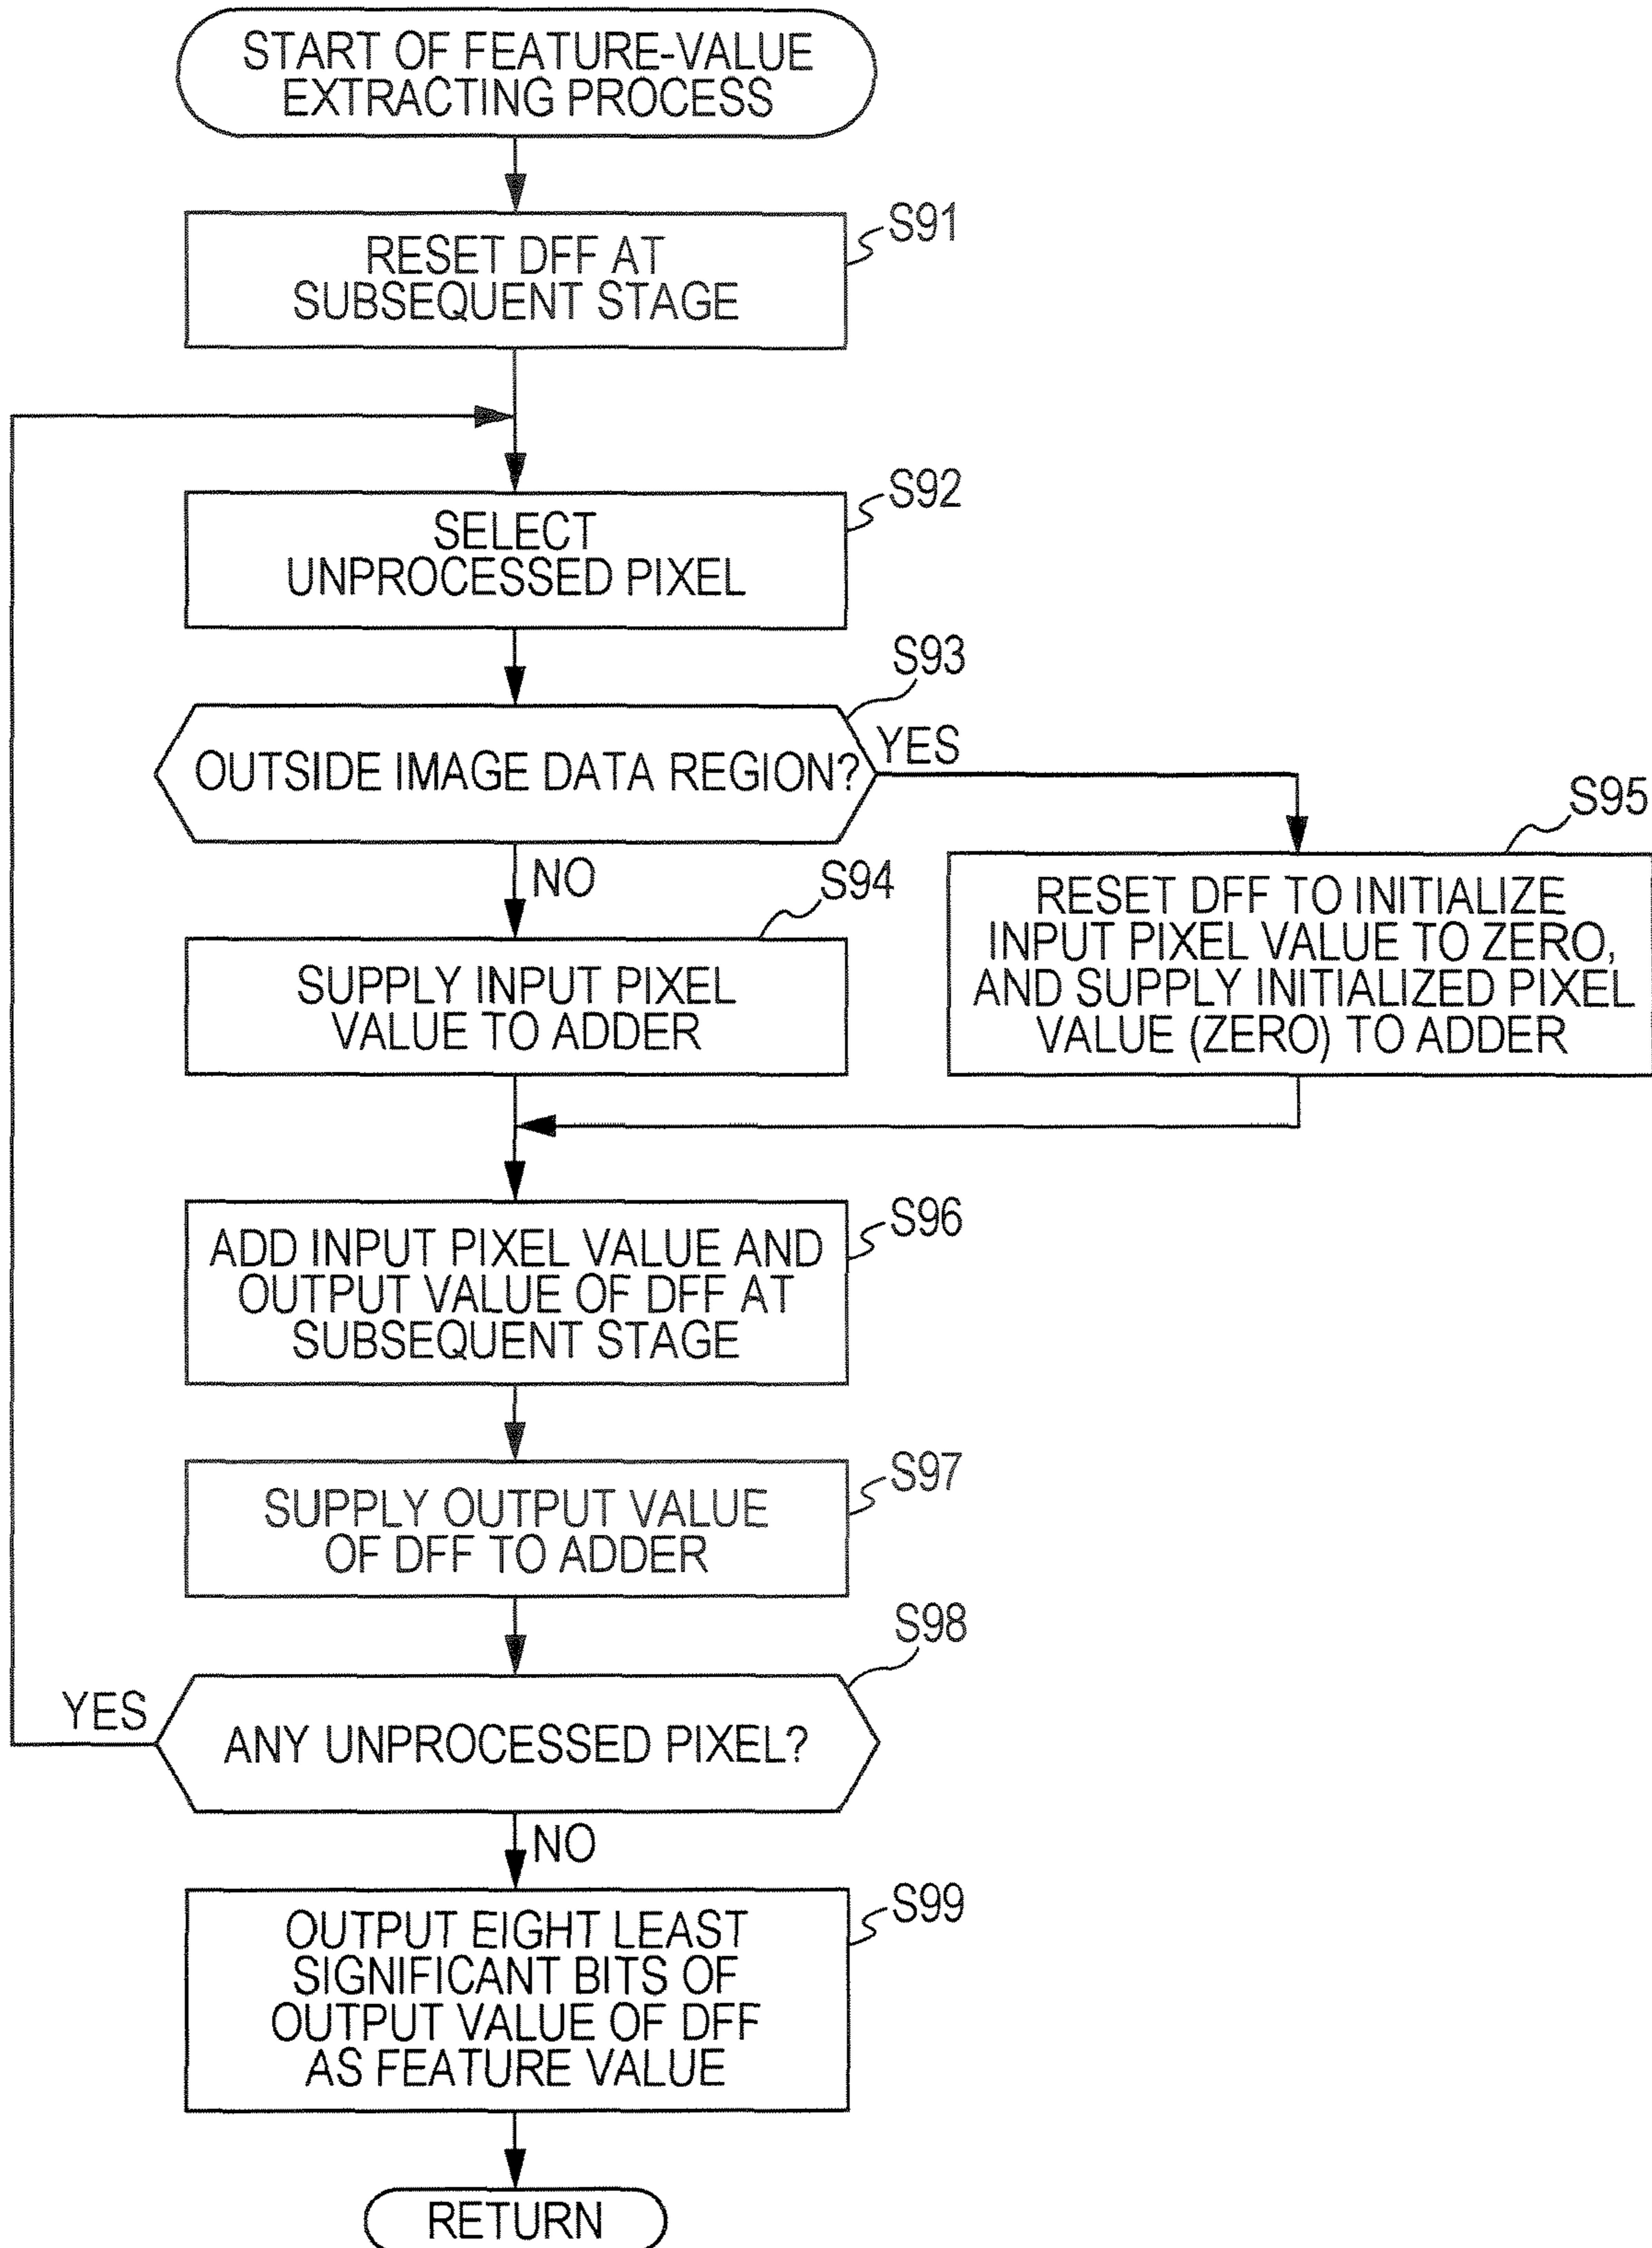 START OF FEATURE-VALUE
EXTRACTING PROCESS
S91
RESET DFF AT
SUBSEQUENT STAGE
S92
SELECT
UNPROCESSED PIXEL
S93
OUTSIDE IMAGE DATA REGION?
YES
NO
S94
SUPPLY INPUT PIXEL
VALUE TO ADDER
S95
RESET DFF TO INITIALIZE
INPUT PIXEL VALUE TO ZERO,
AND SUPPLY INITIALIZED PIXEL
VALUE (ZERO) TO ADDER
S96
ADD INPUT PIXEL VALUE AND
OUTPUT VALUE OF DFF AT
SUBSEQUENT STAGE
S97
SUPPLY OUTPUT VALUE
OF DFF TO ADDER
S98
YES
ANY UNPROCESSED PIXEL?
NO
S99
OUTPUT EIGHT LEAST
SIGNIFICANT BITS OF
OUTPUT VALUE OF DFF
AS FEATURE VALUE
RETURN